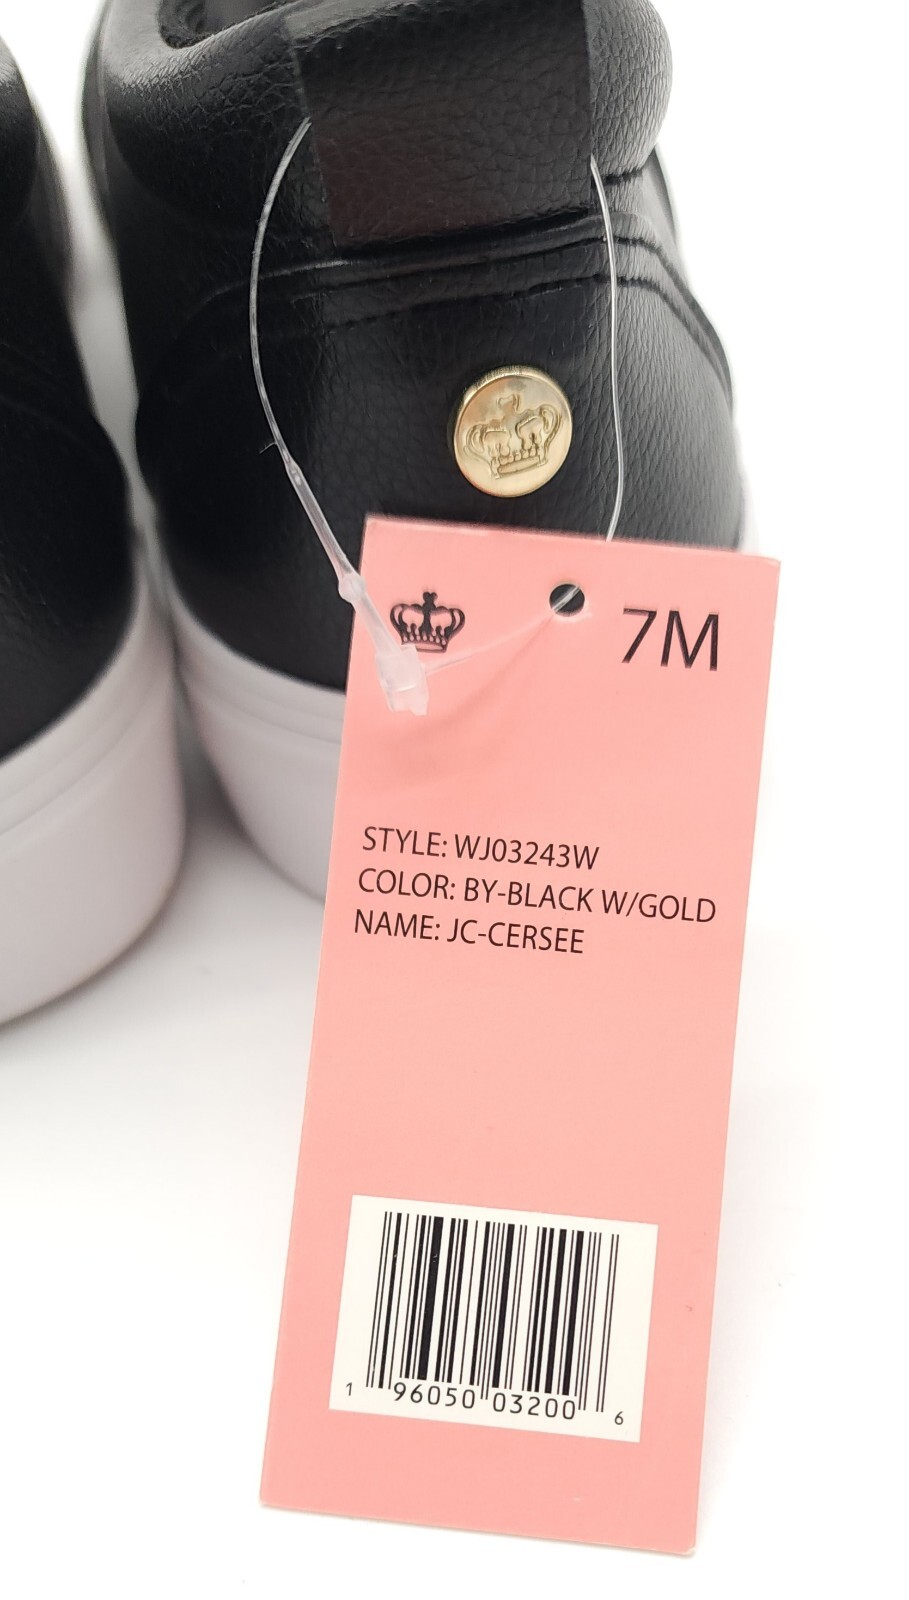 7M
STYLE: WJ03243W
COLOR: BY-BLACK W/GOLD
NAME: JC-CERSEE
1 96050 03200 6